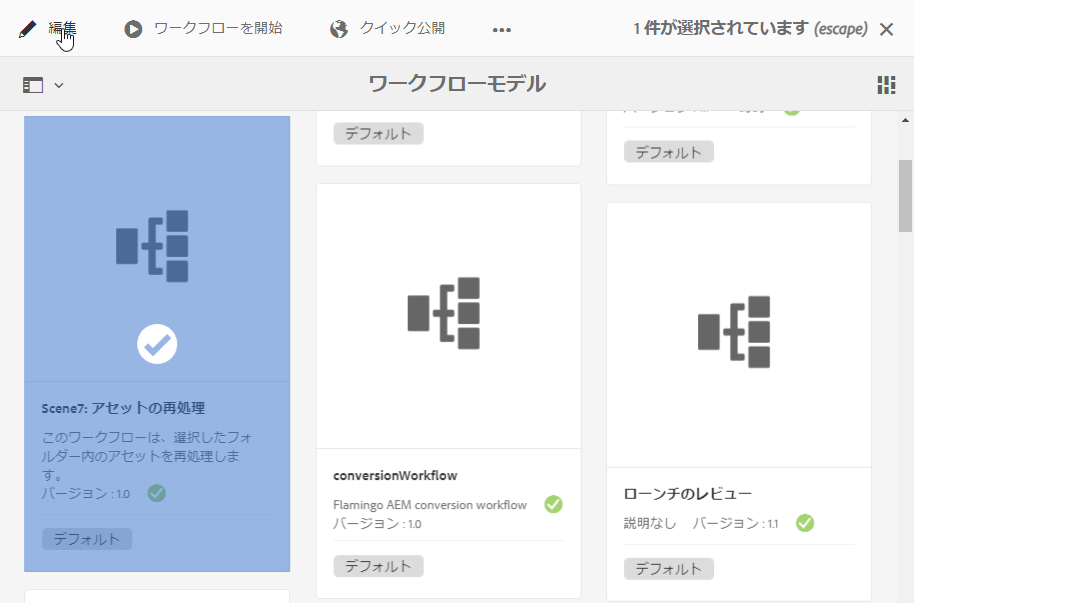 編集
ワークフローを開始
クイック公開
1 件が選択されています (escape)
ワークフローモデル
デフォルト
デフォルト
Scene7: アセットの再処理
このワークフローは、選択したフォ
ルダー内のアセットを再処理しま
す。
バージョン : 1.0
デフォルト
conversionWorkflow
Flamingo AEM conversion workflow
バージョン : 1.0
デフォルト
ローンチのレビュー
説明なし バージョン : 1.1
デフォルト